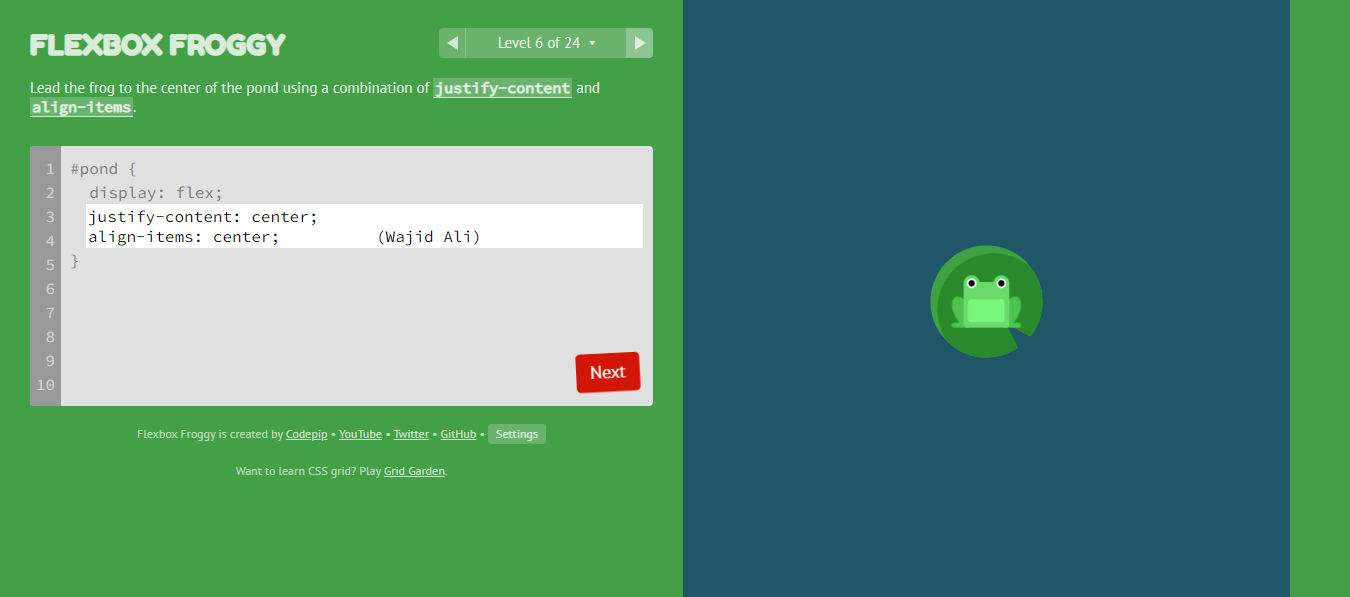 FLEXBOX FROGGY
◀ Level 6 of 24 ▼ ▶
Lead the frog to the center of the pond using a combination of justify-content and
align-items.
1 #pond {
2 display: flex;
3 justify-content: center;
4 align-items: center; (Wajid Ali)
5 }
6
7
8
9
10
Next
Flexbox Froggy is created by Codepip • YouTube • Twitter • GitHub • Settings
Want to learn CSS grid? Play Grid Garden.